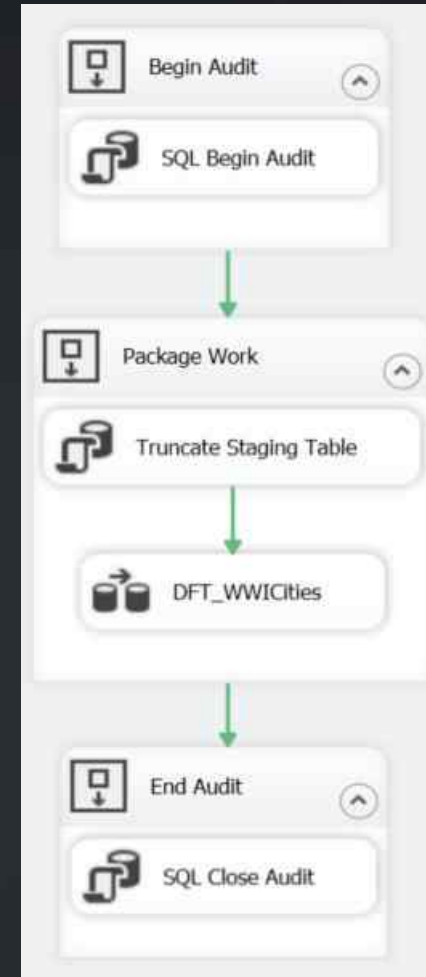 Begin Audit
SQL Begin Audit
Package Work
Truncate Staging Table
DFT_WWICities
End Audit
SQL Close Audit